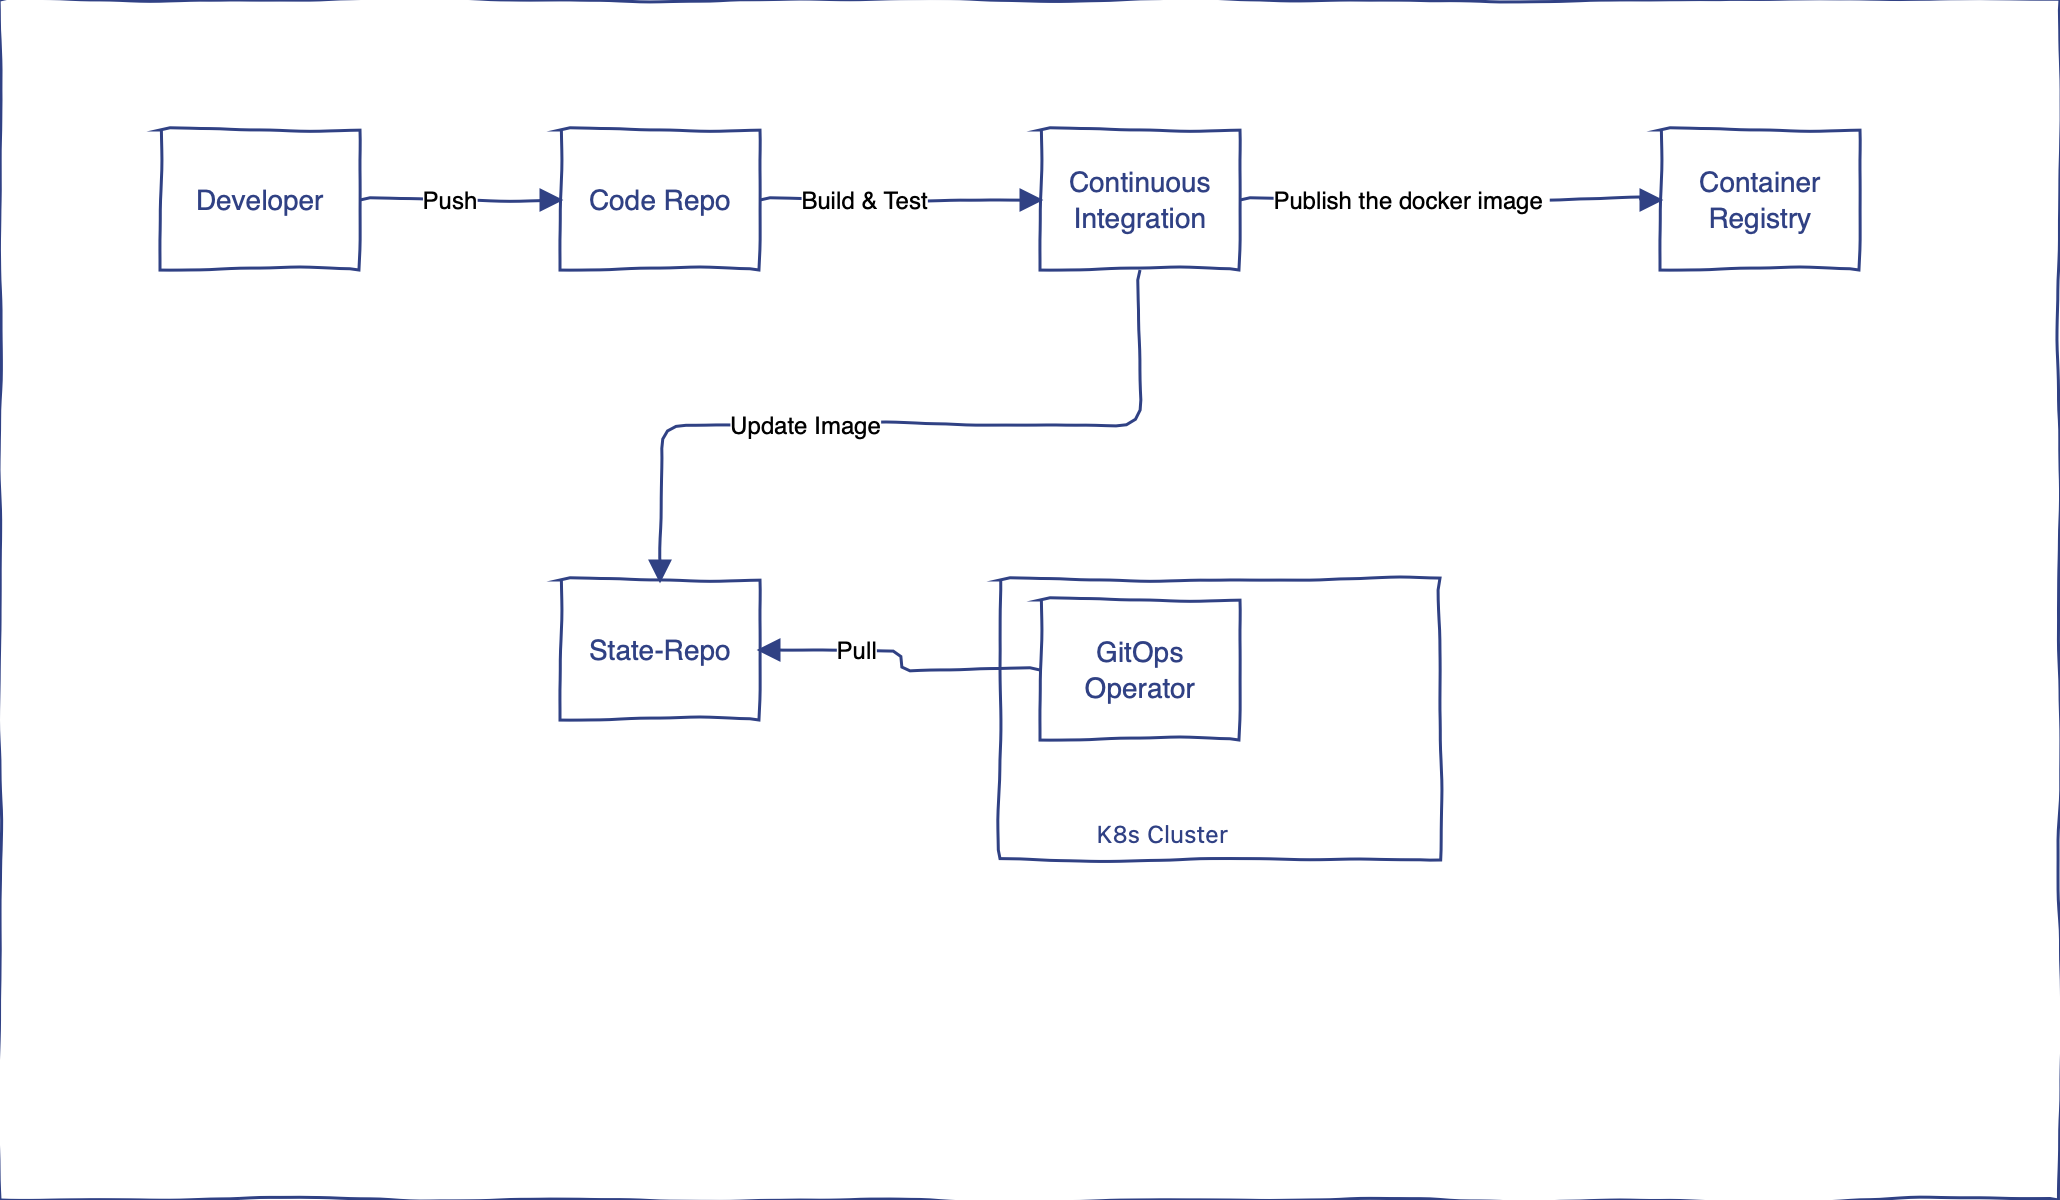 Developer
Push
Code Repo
Build & Test
Continuous
Integration
Publish the docker image
Container
Registry
Update Image
State-Repo
Pull
GitOps
Operator
K8s Cluster